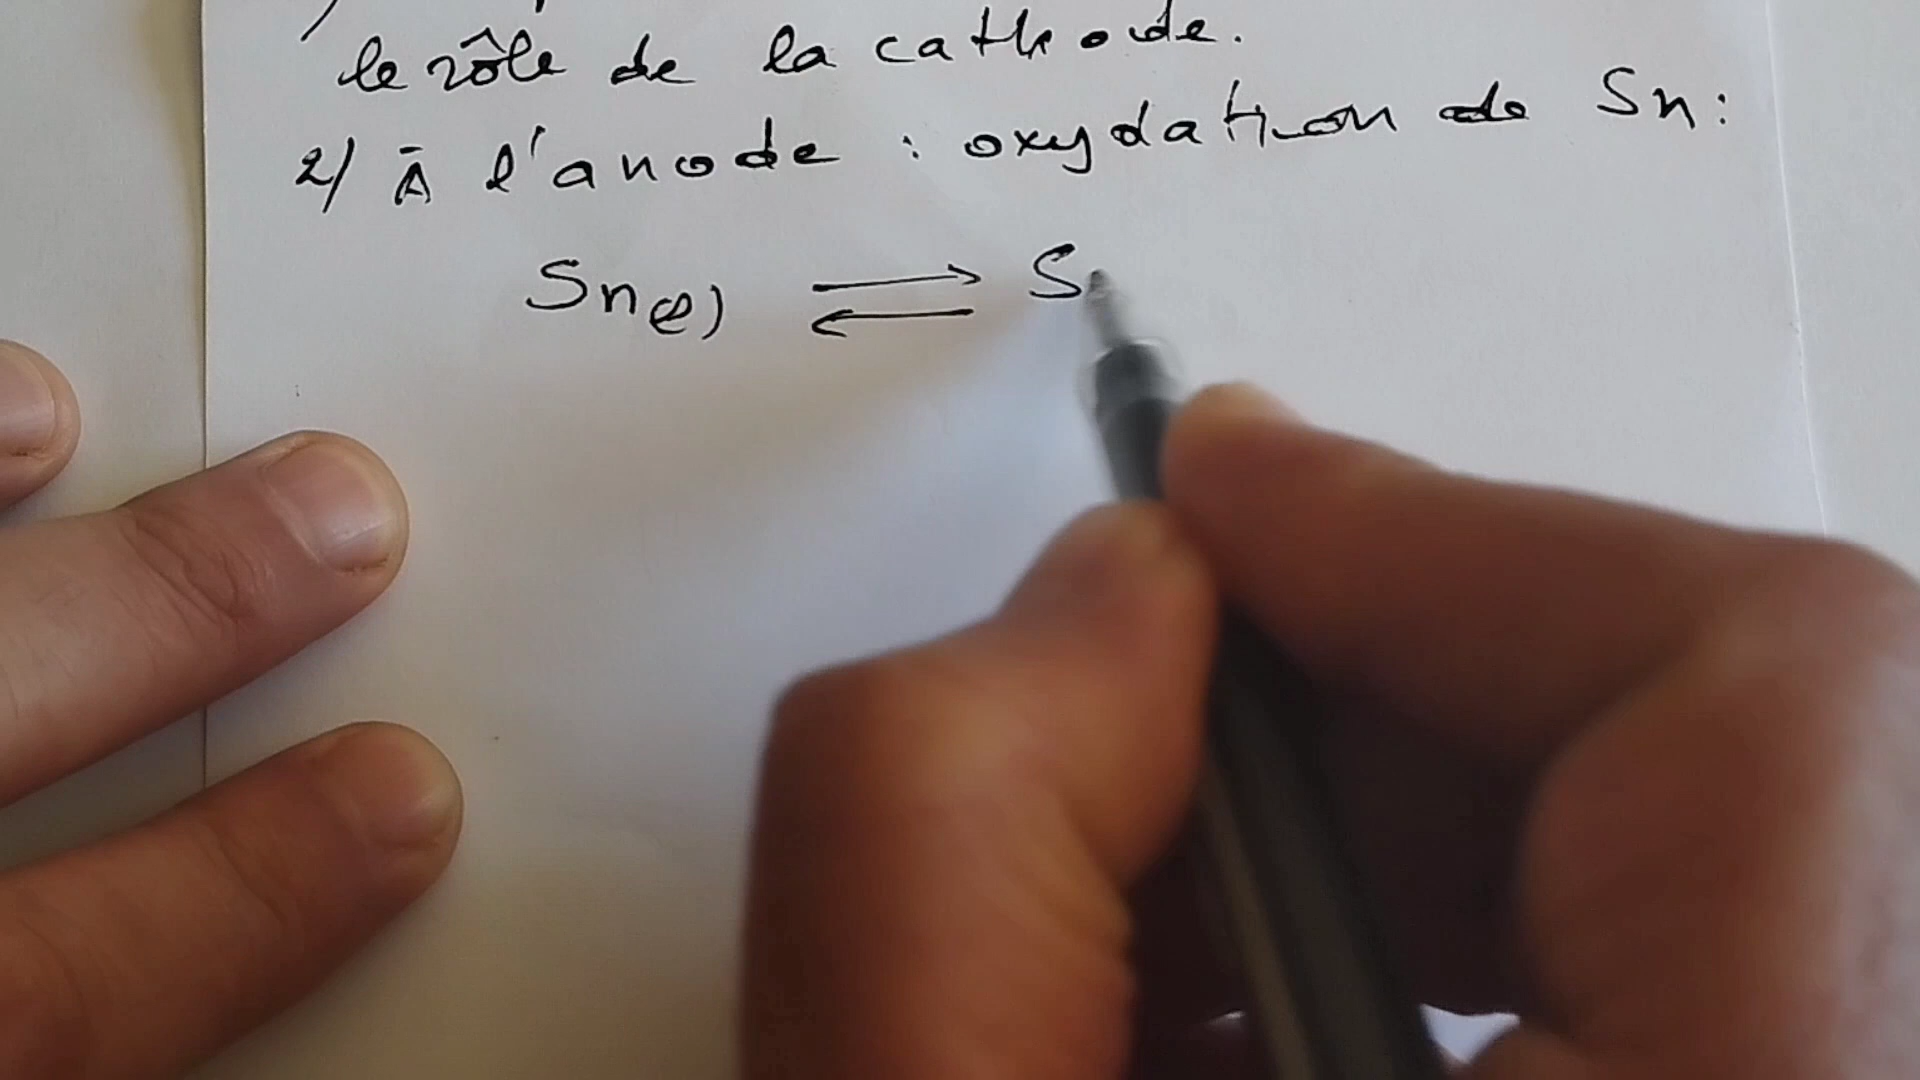 le rôle de la cathode.
2) À l'anode : oxydation de Sn :
Sn(s) ⇌ S